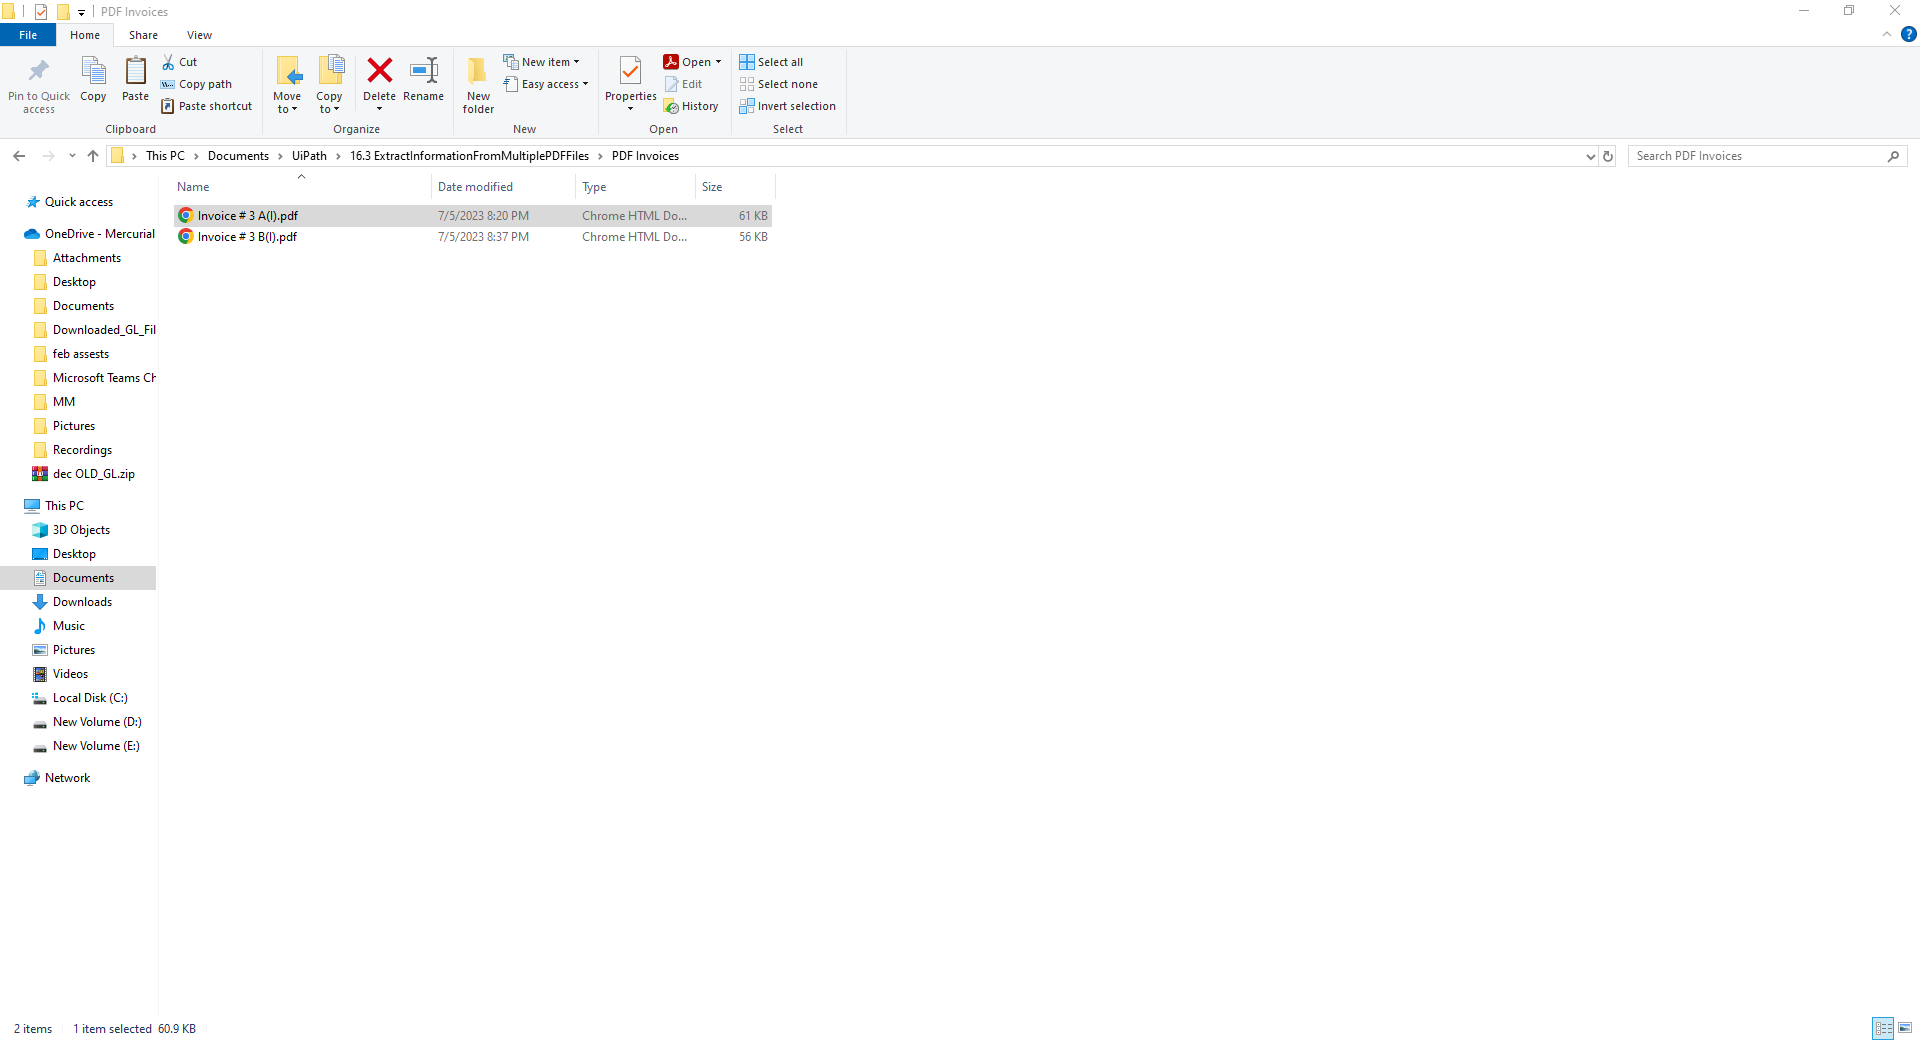 PDF Invoices
File Home Share View
Pin to Quick access
Copy
Paste
Cut
Copy path
Paste shortcut
Clipboard
Move to
Copy to
Delete
Rename
Organize
New folder
New item
Easy access
New
Properties
Open
Edit
History
Open
Select all
Select none
Invert selection
Select
This PC > Documents > UiPath > 16.3 ExtractInformationFromMultiplePDFFiles > PDF Invoices
Search PDF Invoices
Name Date modified Type Size
Invoice # 3 A(I).pdf 7/5/2023 8:20 PM Chrome HTML Do... 61 KB
Invoice # 3 B(I).pdf 7/5/2023 8:37 PM Chrome HTML Do... 56 KB
Quick access
OneDrive - Mercurial
Attachments
Desktop
Documents
Downloaded_GL_Fil
feb assests
Microsoft Teams Ch
MM
Pictures
Recordings
dec OLD_GL.zip
This PC
3D Objects
Desktop
Documents
Downloads
Music
Pictures
Videos
Local Disk (C:)
New Volume (D:)
New Volume (E:)
Network
2 items 1 item selected 60.9 KB